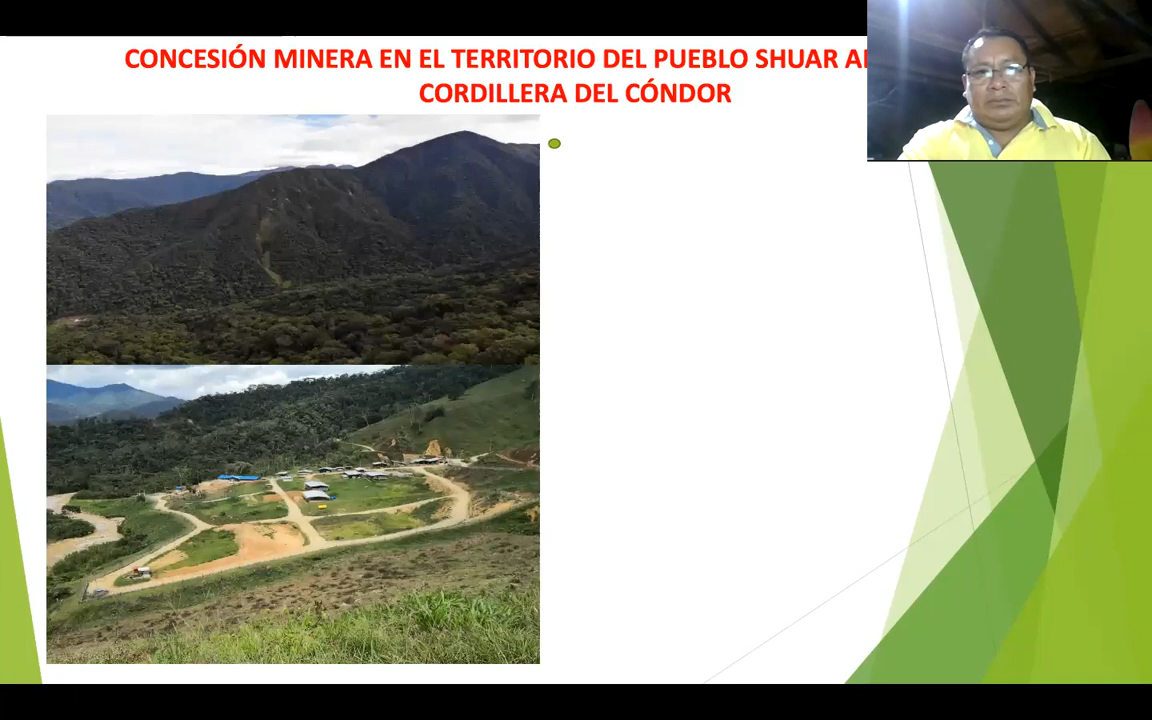 CONCESIÓN MINERA EN EL TERRITORIO DEL PUEBLO SHUAR
CORDILLERA DEL CÓNDOR